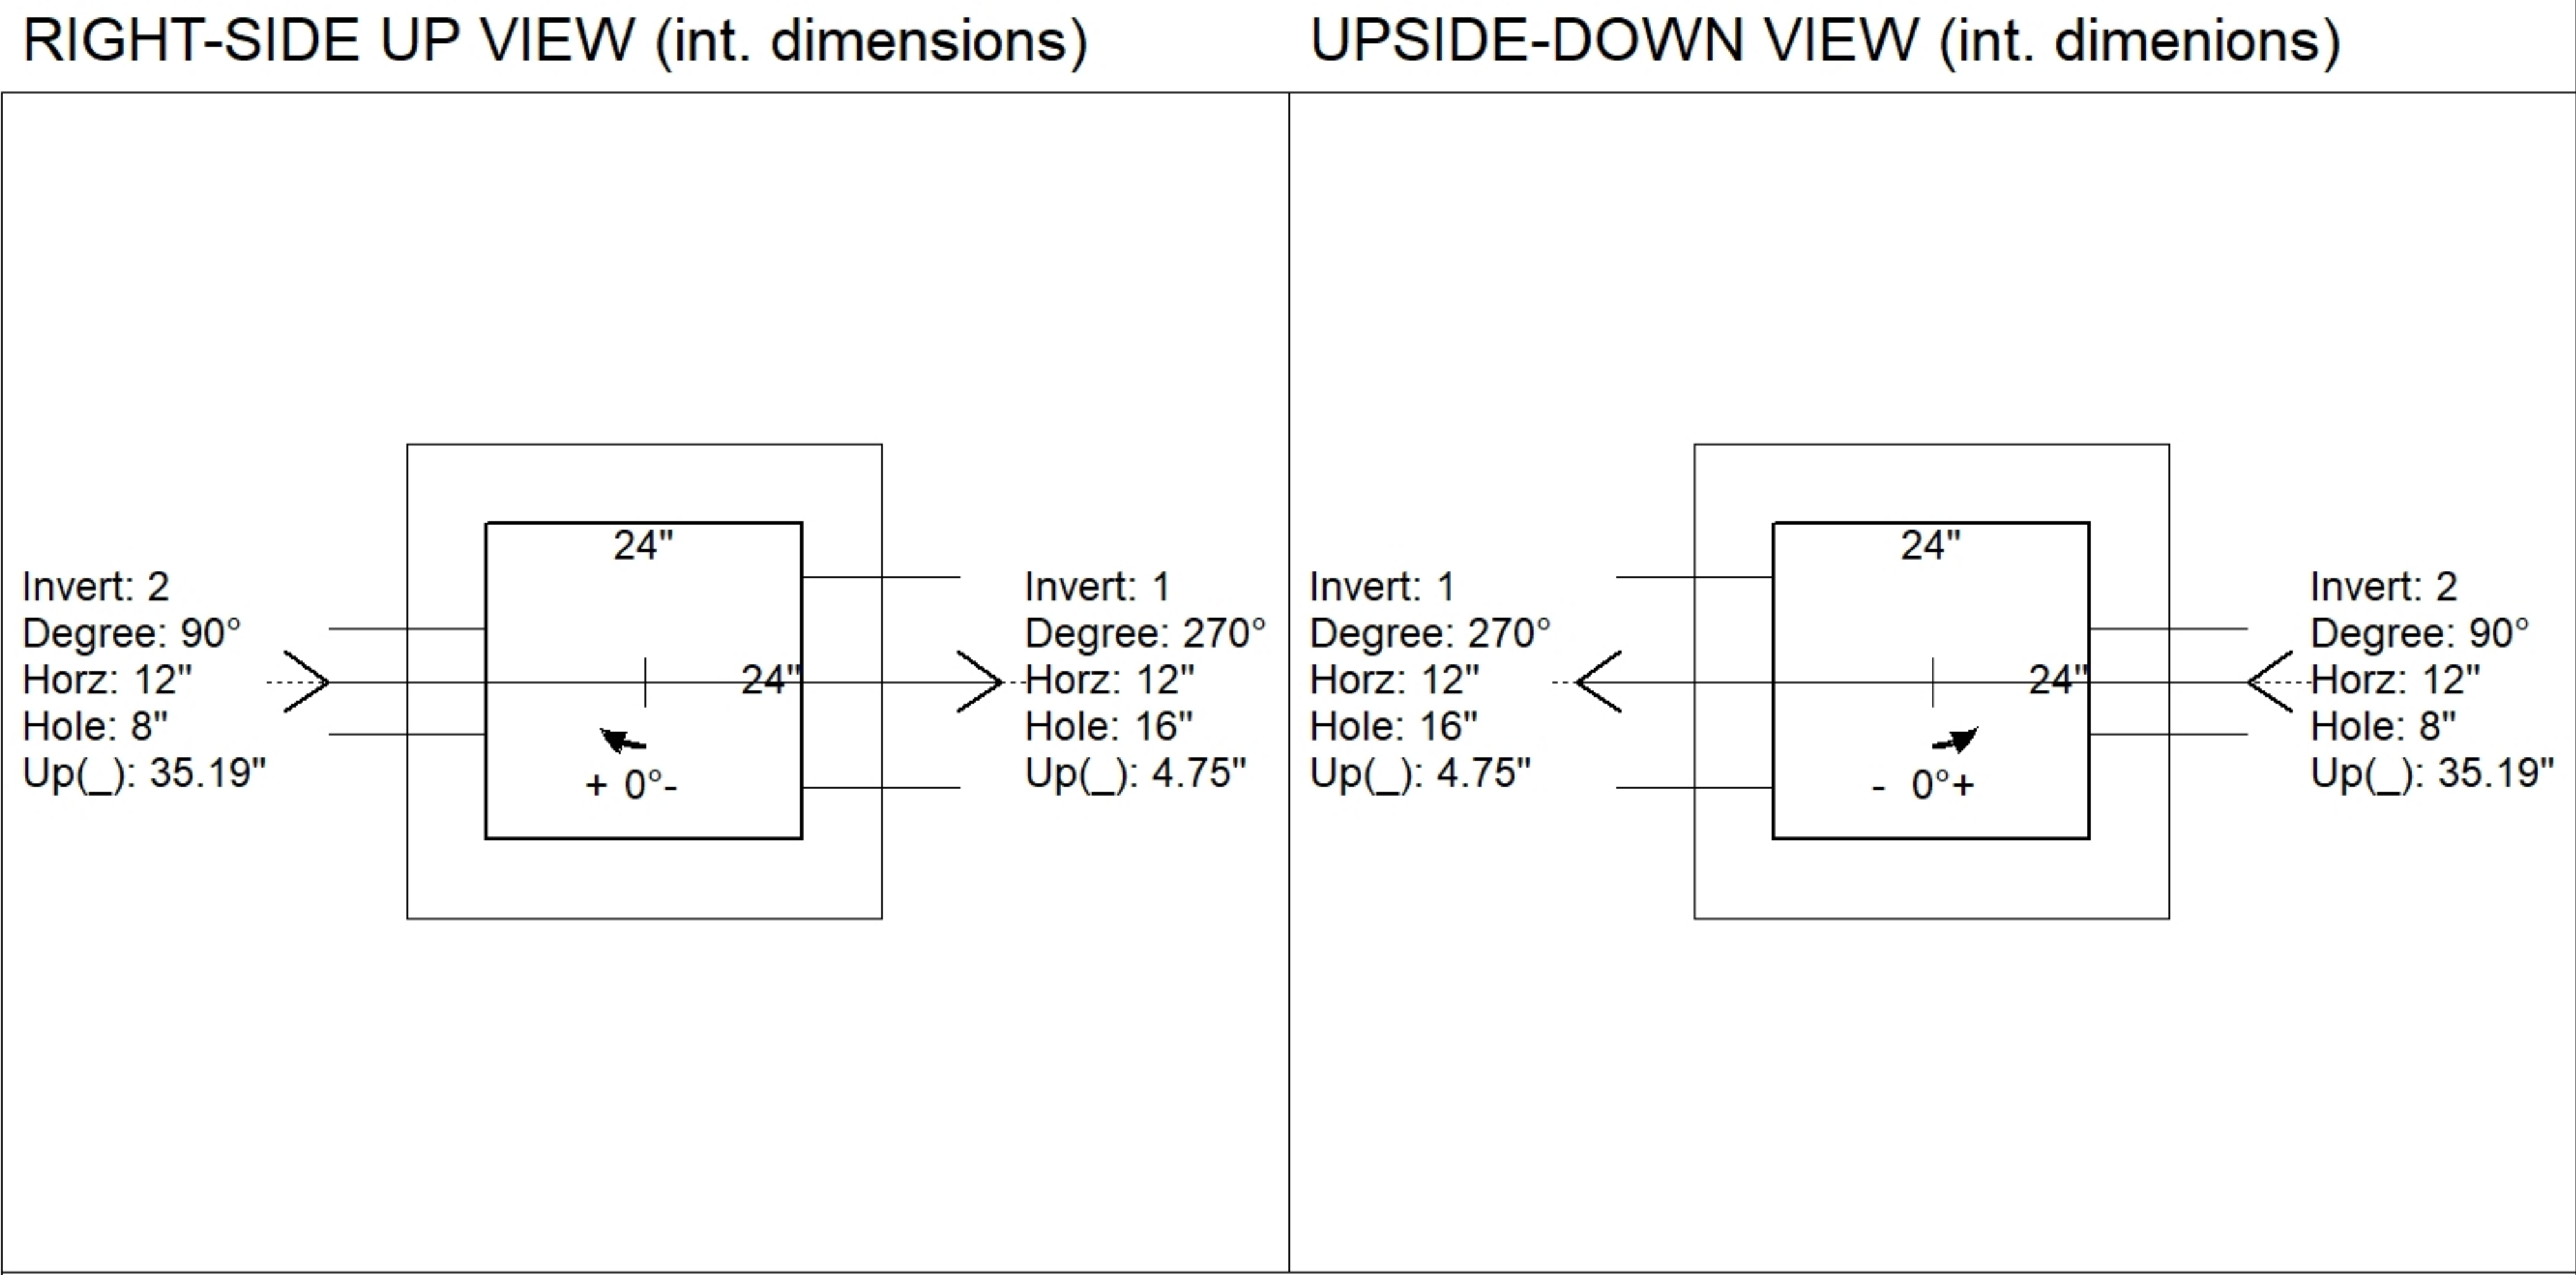 RIGHT-SIDE UP VIEW (int. dimensions)
24"
Invert: 2
Degree: 90°
Horz: 12"
Hole: 8"
Up(_): 35.19"
24"
+ 0°-
Invert: 1
Degree: 270°
Horz: 12"
Hole: 16"
Up(_): 4.75"
UPSIDE-DOWN VIEW (int. dimenions)
24"
Invert: 1
Degree: 270°
Horz: 12"
Hole: 16"
Up(_): 4.75"
24"
- 0°+
Invert: 2
Degree: 90°
Horz: 12"
Hole: 8"
Up(_): 35.19"